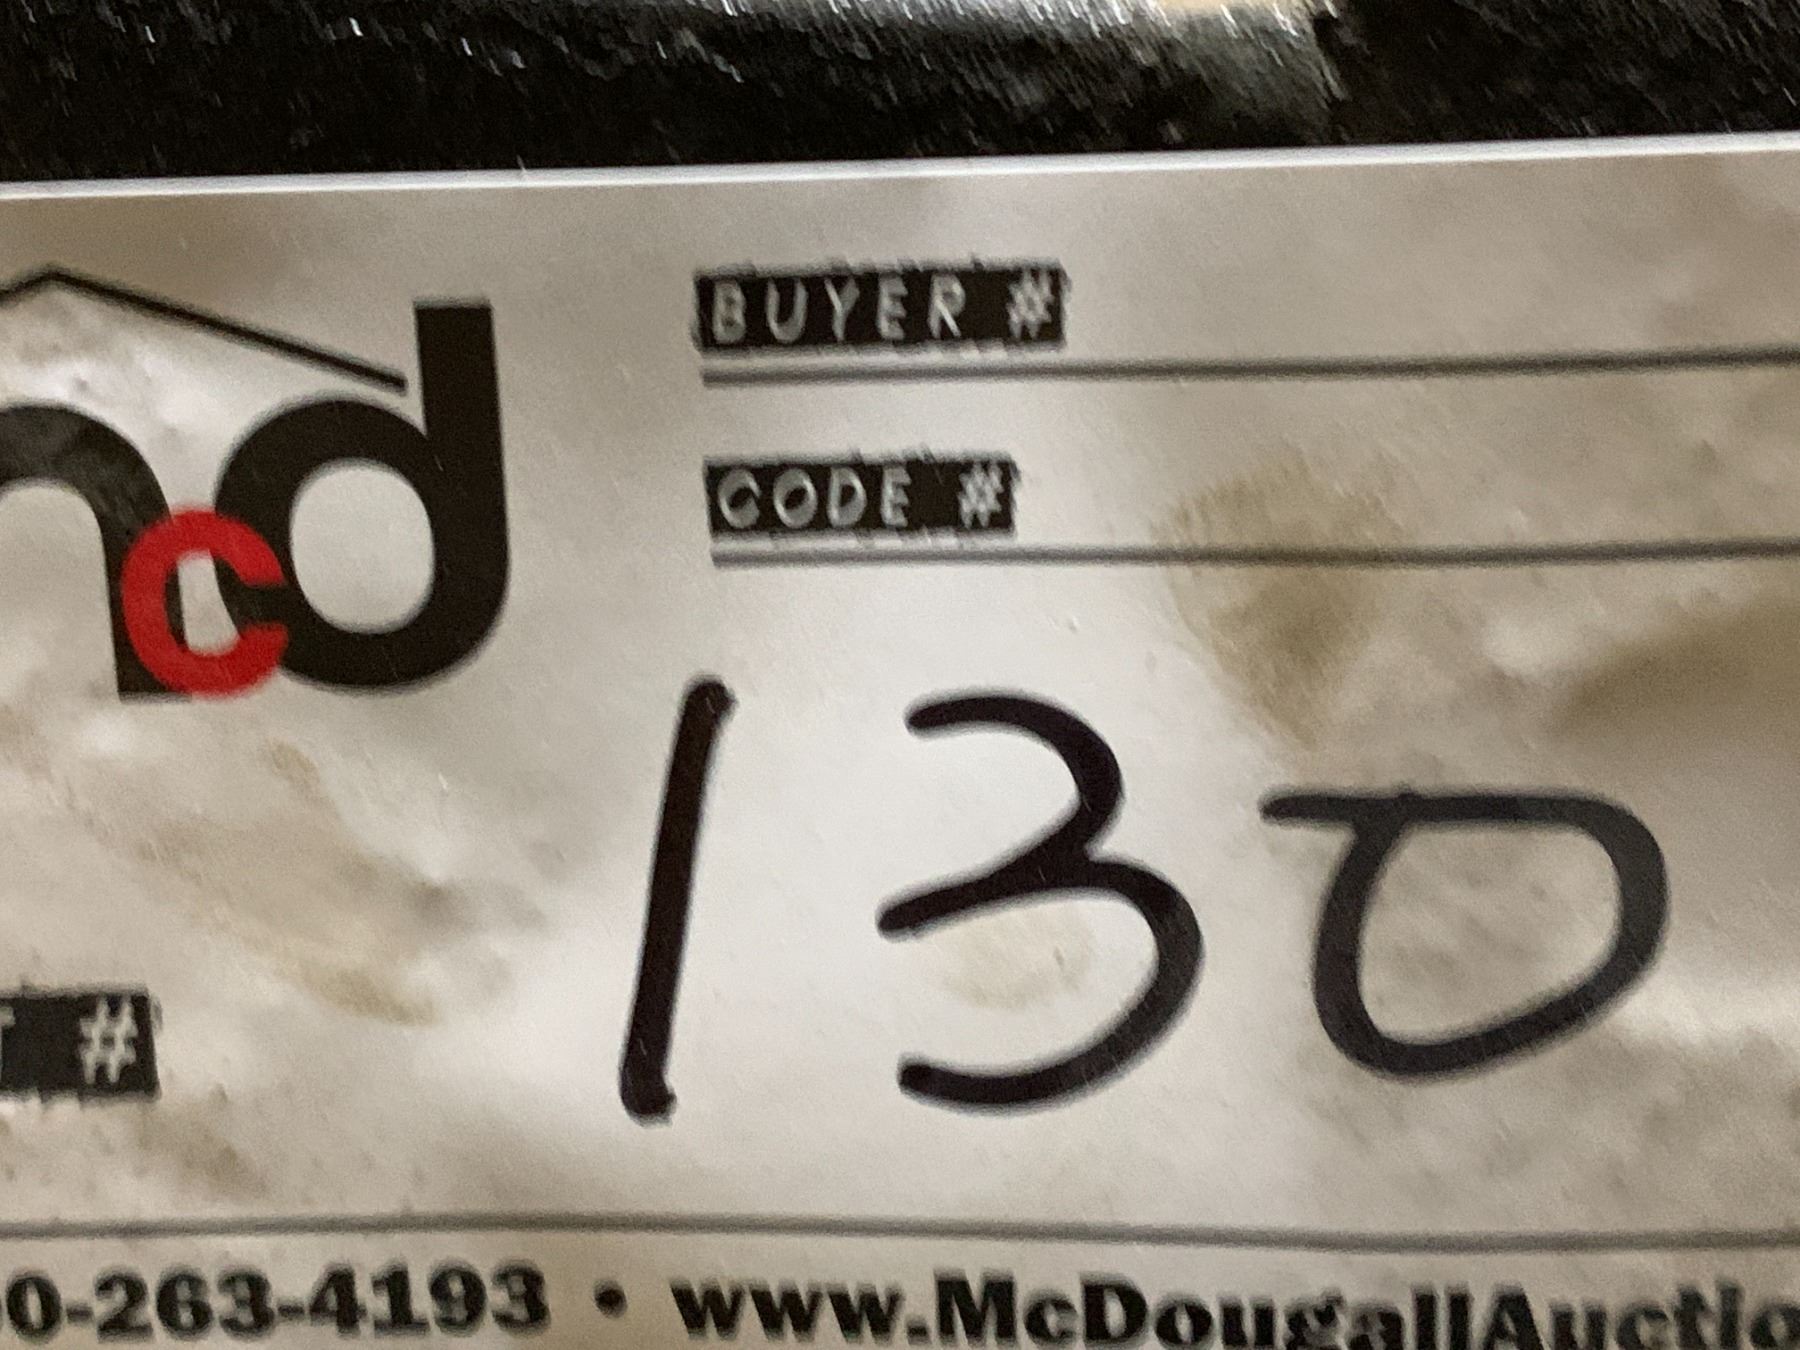 mcd
BUYER #
CODE #
T # 130
0-263-4193 • www.McDougallAuctio